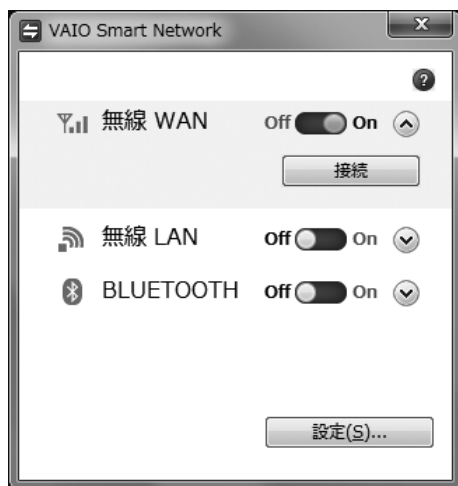 VAIO Smart Network
?
無線 WAN Off On
接続
無線 LAN Off On
BLUETOOTH Off On
設定(S)...